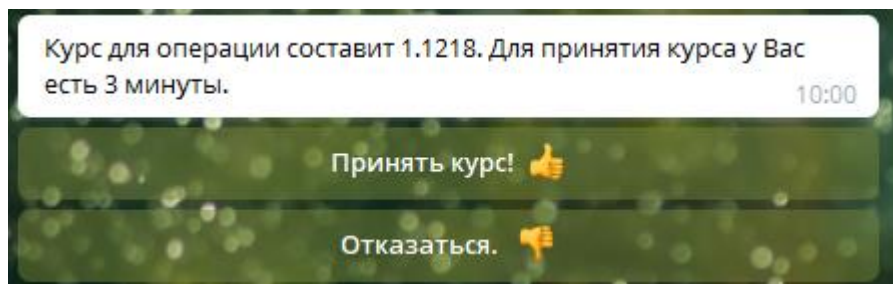 Курс для операции составит 1.1218. Для принятия курса у Вас
есть 3 минуты.
10:00
Принять курс! 👍
Отказаться. 👎